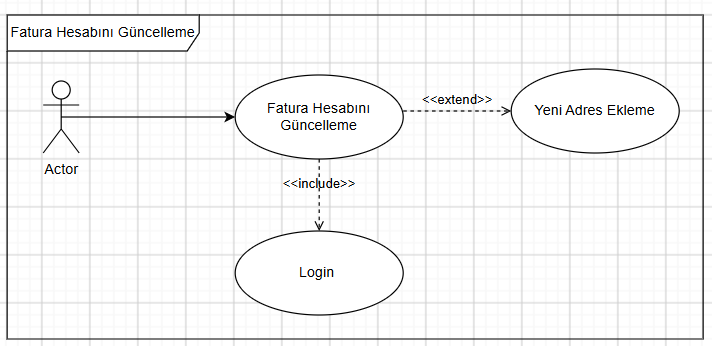 Fatura Hesabını Güncelleme
Fatura Hesabını
Güncelleme
<<extend>>
Yeni Adres Ekleme
Actor
<<include>>
Login